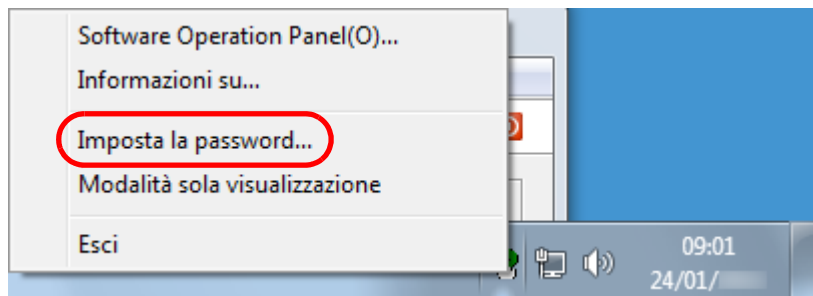 Software Operation Panel(O)...
Informazioni su...
Imposta la password...
Modalità sola visualizzazione
Esci
09:01
24/01/